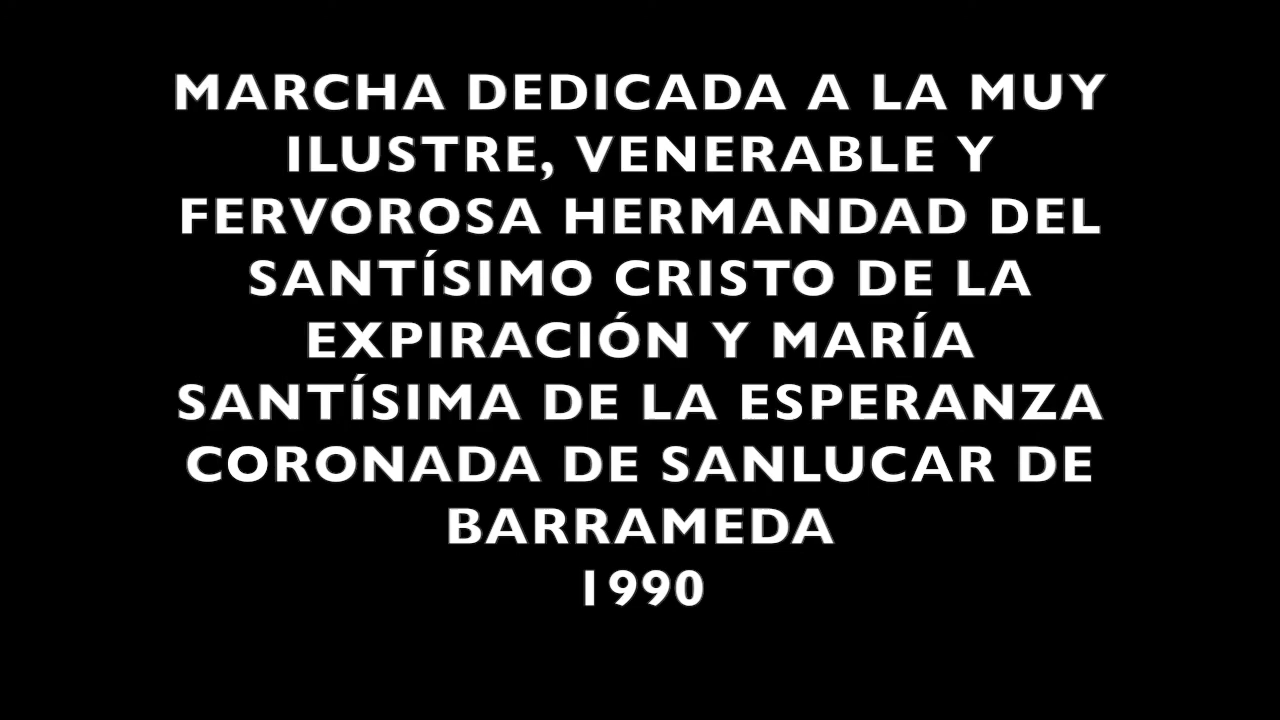 MARCHA DEDICADA A LA MUY
ILUSTRE, VENERABLE Y
FERVOROSA HERMANDAD DEL
SANTÍSIMO CRISTO DE LA
EXPIRACIÓN Y MARÍA
SANTÍSIMA DE LA ESPERANZA
CORONADA DE SANLUCAR DE
BARRAMEDA
1990